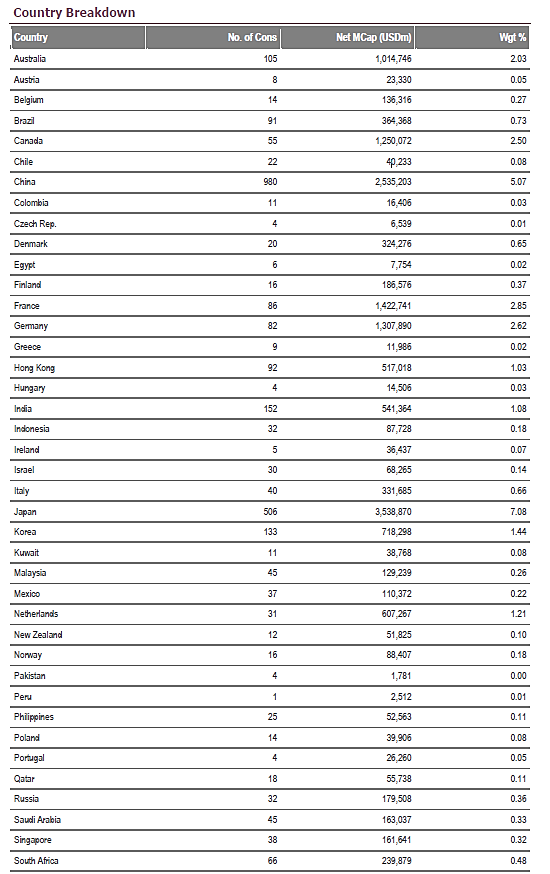 Country Breakdown
Country No. of Cons Net MCap (USDm) Wgt %
Australia 105 1,014,746 2.03
Austria 8 23,330 0.05
Belgium 14 136,316 0.27
Brazil 91 364,368 0.73
Canada 55 1,250,072 2.50
Chile 22 40,233 0.08
China 980 2,535,203 5.07
Colombia 11 16,406 0.03
Czech Rep. 4 6,539 0.01
Denmark 20 324,276 0.65
Egypt 6 7,754 0.02
Finland 16 186,576 0.37
France 86 1,422,741 2.85
Germany 82 1,307,890 2.62
Greece 9 11,986 0.02
Hong Kong 92 517,018 1.03
Hungary 4 14,506 0.03
India 152 541,364 1.08
Indonesia 32 87,728 0.18
Ireland 5 36,437 0.07
Israel 30 68,265 0.14
Italy 40 331,685 0.66
Japan 506 3,538,870 7.08
Korea 133 718,298 1.44
Kuwait 11 38,768 0.08
Malaysia 45 129,239 0.26
Mexico 37 110,372 0.22
Netherlands 31 607,267 1.21
New Zealand 12 51,825 0.10
Norway 16 88,407 0.18
Pakistan 4 1,781 0.00
Peru 1 2,512 0.01
Philippines 25 52,563 0.11
Poland 14 39,906 0.08
Portugal 4 26,260 0.05
Qatar 18 55,738 0.11
Russia 32 179,508 0.36
Saudi Arabia 45 163,037 0.33
Singapore 38 161,641 0.32
South Africa 66 239,879 0.48